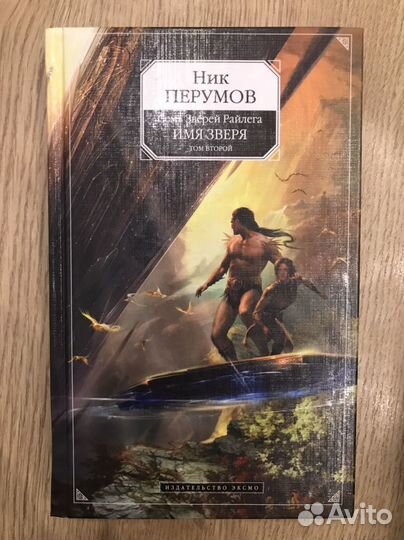 Ник
ПЕРУМОВ
Семь Зверей Райлега
ИМЯ ЗВЕРЯ
ТОМ ВТОРОЙ
ИЗДАТЕЛЬСТВО ЭКСМО
Avito